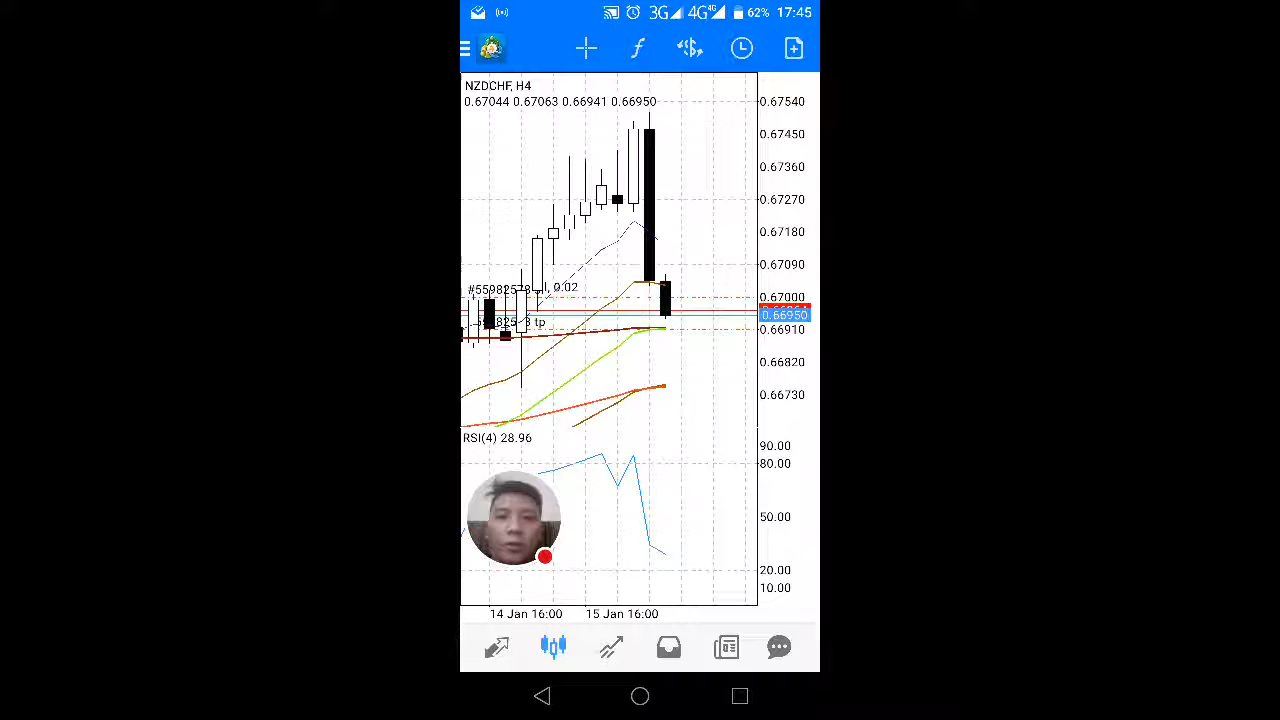 3G 4G 4G 62% 17:45
NZDCHF, H4
0.67044 0.67063 0.66941 0.66950
0.67540
0.67450
0.67360
0.67270
0.67180
0.67090
0.67000
0.66950
0.66910
0.66820
0.66730
0.02
tp
RSI(4) 28.96
90.00
80.00
50.00
20.00
10.00
14 Jan 16:00 15 Jan 16:00